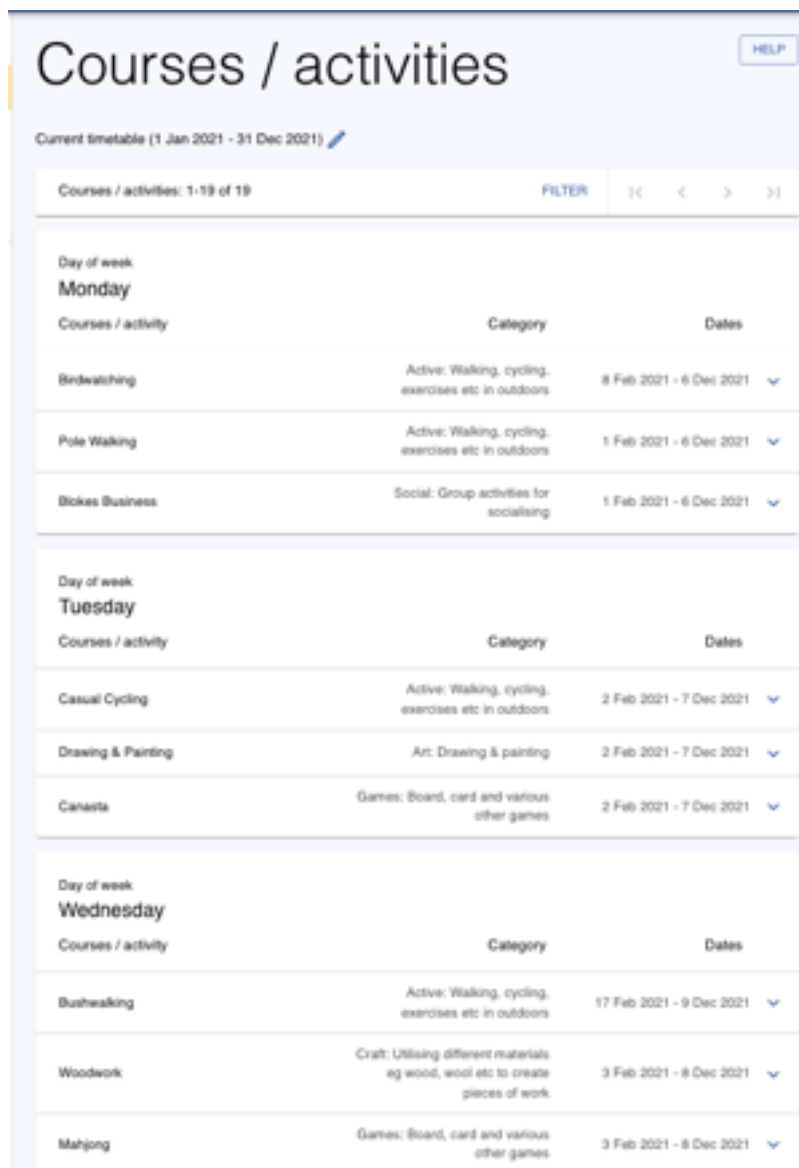 Courses / activities
HELP
Current timetable (1 Jan 2021 - 31 Dec 2021)
Courses / activities: 1-19 of 19 FILTER
Day of week
Monday
Courses / activity Category Dates
Birdwatching Active: Walking, cycling, exercises etc in outdoors 8 Feb 2021 - 6 Dec 2021
Pole Walking Active: Walking, cycling, exercises etc in outdoors 1 Feb 2021 - 6 Dec 2021
Blokes Business Social: Group activities for socialising 1 Feb 2021 - 6 Dec 2021
Day of week
Tuesday
Courses / activity Category Dates
Casual Cycling Active: Walking, cycling, exercises etc in outdoors 2 Feb 2021 - 7 Dec 2021
Drawing & Painting Art: Drawing & painting 2 Feb 2021 - 7 Dec 2021
Canasta Games: Board, card and various other games 2 Feb 2021 - 7 Dec 2021
Day of week
Wednesday
Courses / activity Category Dates
Bushwalking Active: Walking, cycling, exercises etc in outdoors 17 Feb 2021 - 9 Dec 2021
Woodwork Craft: Utilising different materials eg wood, wool etc to create pieces of work 3 Feb 2021 - 8 Dec 2021
Mahjong Games: Board, card and various other games 3 Feb 2021 - 8 Dec 2021